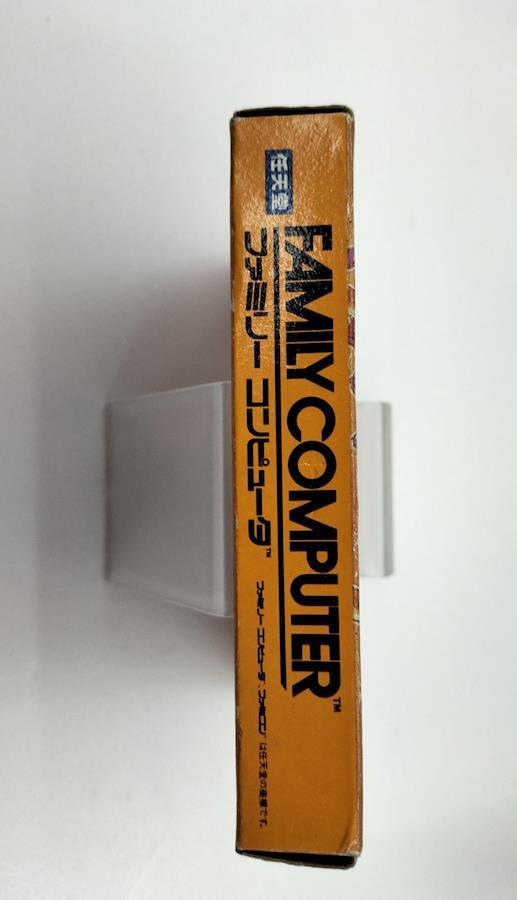 任天堂
FAMILY COMPUTER™
ファミリー コンピュータ™
ファミリー コンピュータ・ファミコン は任天堂の商標です。